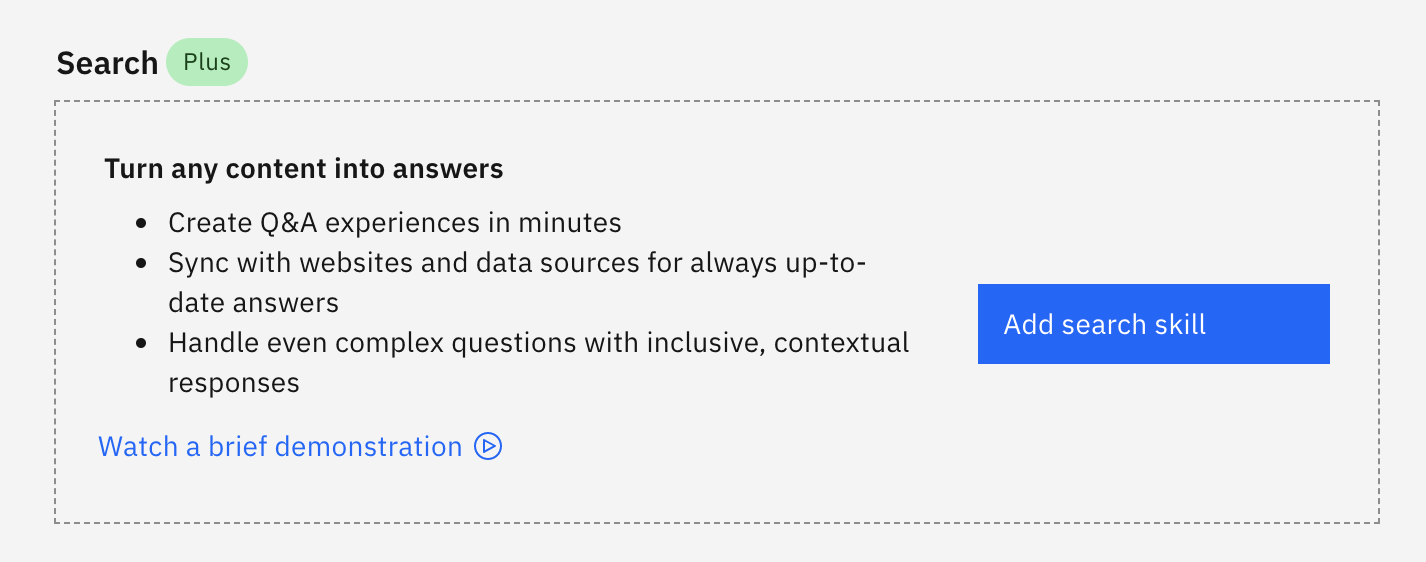 Search Plus
Turn any content into answers
Create Q&A experiences in minutes
Sync with websites and data sources for always up-to-
date answers
Handle even complex questions with inclusive, contextual
responses
Add search skill
Watch a brief demonstration